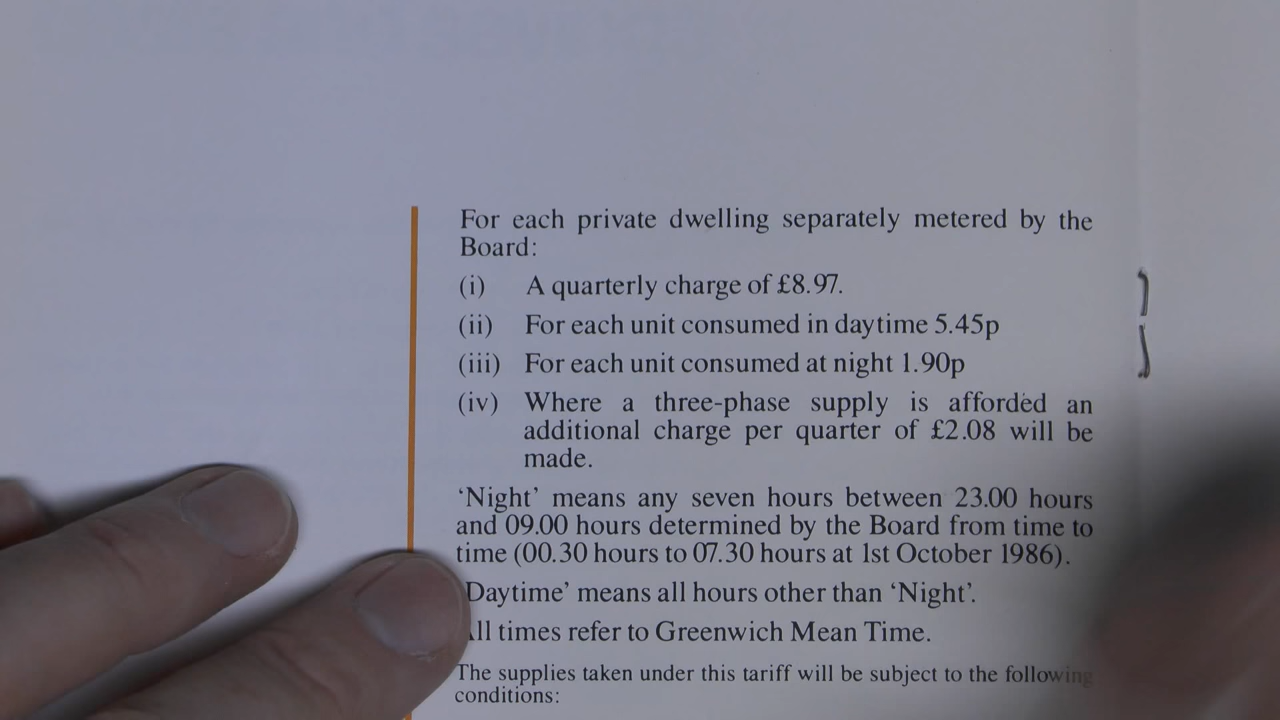 For each private dwelling separately metered by the
Board:
(i) A quarterly charge of £8.97.
(ii) For each unit consumed in daytime 5.45p
(iii) For each unit consumed at night 1.90p
(iv) Where a three-phase supply is afforded an
additional charge per quarter of £2.08 will be
made.
‘Night’ means any seven hours between 23.00 hours
and 09.00 hours determined by the Board from time to
time (00.30 hours to 07.30 hours at 1st October 1986).
Daytime’ means all hours other than ‘Night’.
ll times refer to Greenwich Mean Time.
The supplies taken under this tariff will be subject to the following
conditions: